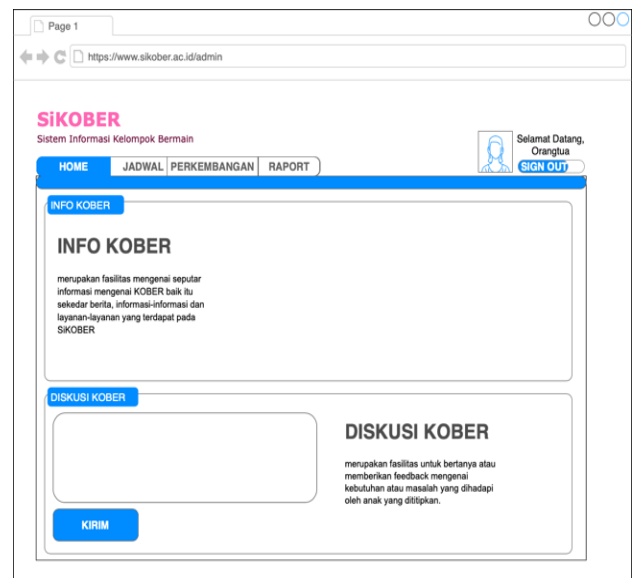 Page 1
https://www.sikober.ac.id/admin
SiKOBER
Sistem Informasi Kelompok Bermain
Selamat Datang,
Orangtua
SIGN OUT
HOME JADWAL PERKEMBANGAN RAPORT
INFO KOBER
INFO KOBER
merupakan fasilitas mengenai seputar
informasi mengenai KOBER baik itu
sekedar berita, informasi-informasi dan
layanan-layanan yang terdapat pada
SiKOBER
DISKUSI KOBER
DISKUSI KOBER
merupakan fasilitas untuk bertanya atau
memberikan feedback mengenai
kebutuhan atau masalah yang dihadapi
oleh anak yang dititipkan.
KIRIM